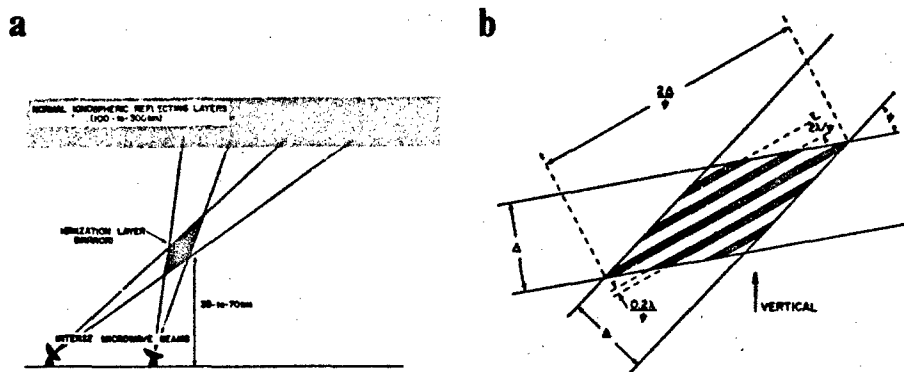 a
NORMAL IONOSPHERIC REFLECTING LAYERS
(100-to-300km)
IONIZATION LAYER
(MIRROR)
-to-70km
INTENSE MICROWAVE BEAMS
b
2Δ
ψ
2λ/ψ
ψ
Δ
0.2λ
ψ
Δ
VERTICAL